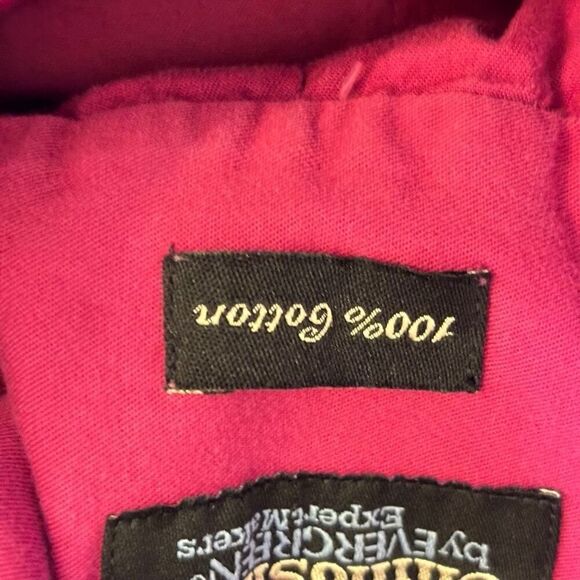 by EVERGREEN
Expert Makers
100% Cotton